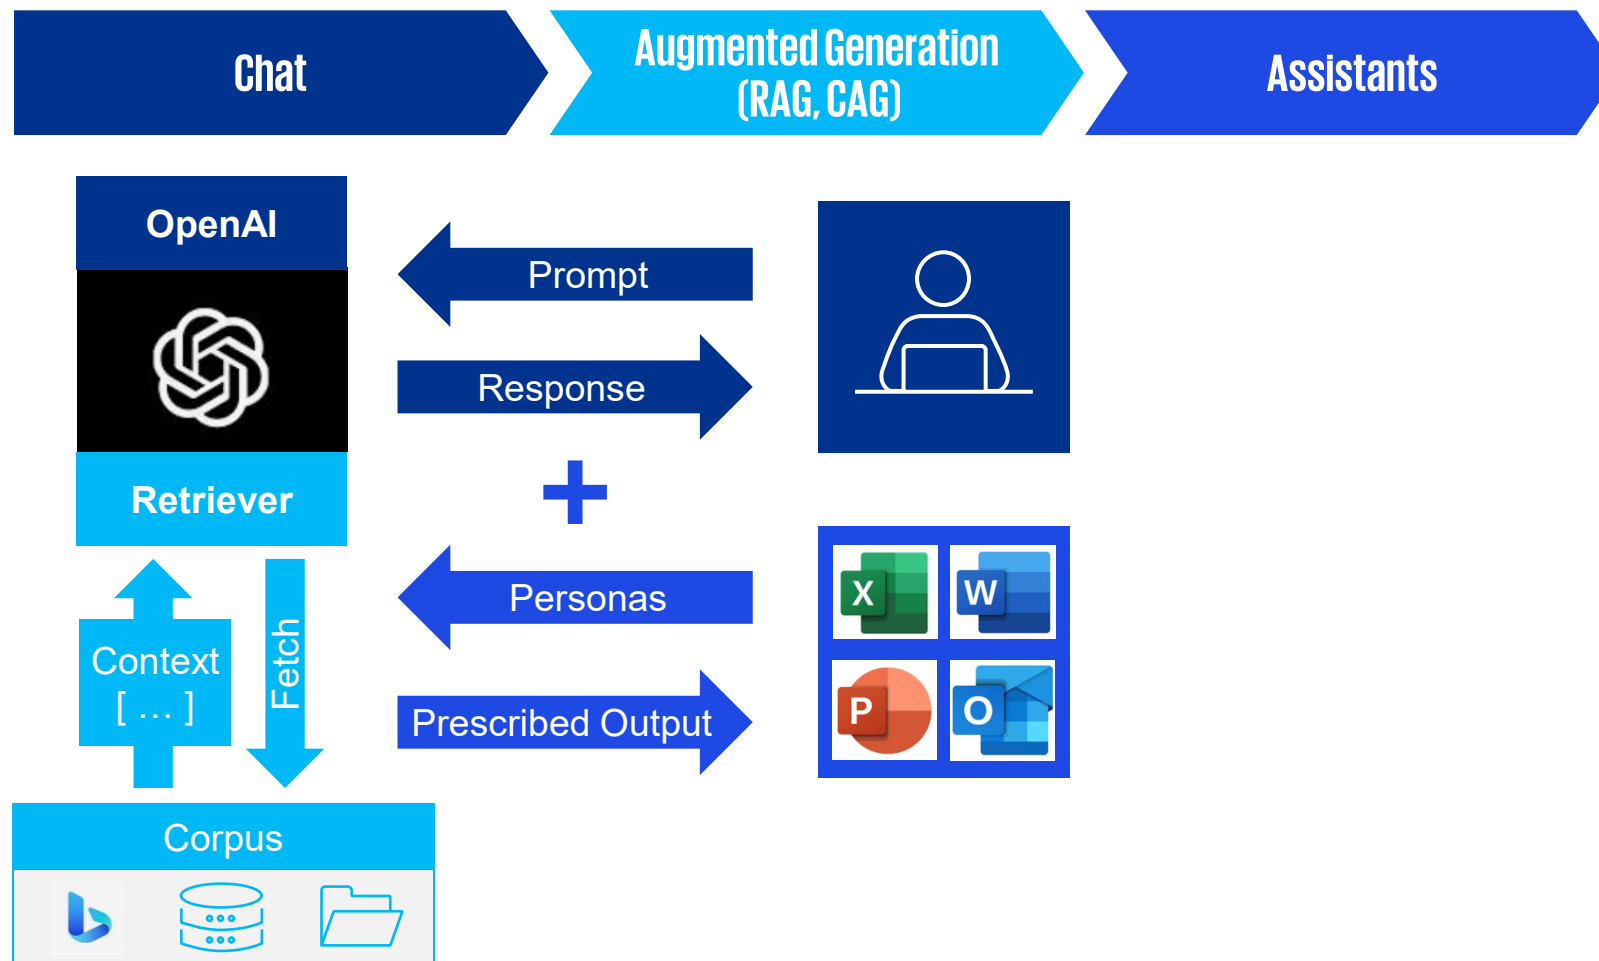 Chat
Augmented Generation
(RAG, CAG)
Assistants
OpenAI
Prompt
Response
Retriever
Personas
Prescribed Output
Context
[ … ]
Fetch
X
W
P
O
Corpus